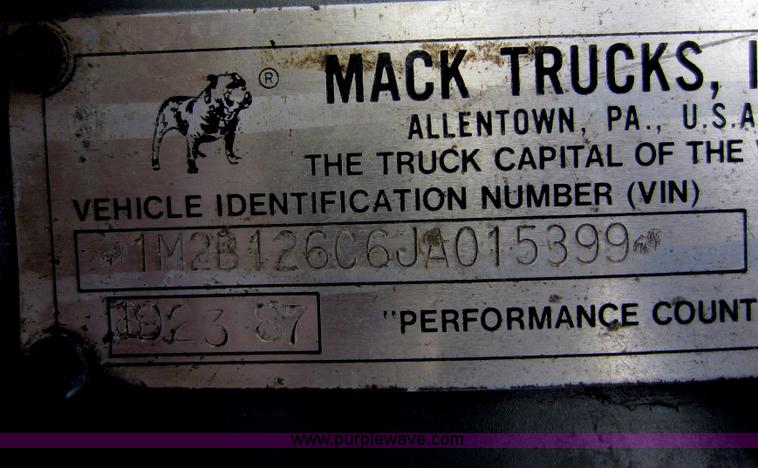 ®
MACK TRUCKS, I
ALLENTOWN, PA., U.S.A
THE TRUCK CAPITAL OF THE
VEHICLE IDENTIFICATION NUMBER (VIN)
1M2B126C6JA015399
87
"PERFORMANCE COUNT
www.purplewave.com